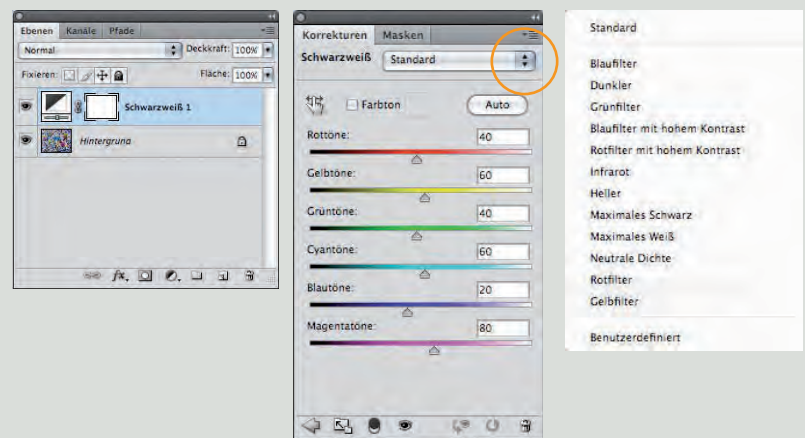 Ebenen Kanäle Pfade
Normal Deckkraft: 100%
Fixieren: Fläche: 100%
Schwarzweiß 1
Hintergrund
Korrekturen Masken
Schwarzweiß Standard
Farbton Auto
Rottöne: 40
Gelbtöne: 60
Grüntöne: 40
Cyantöne: 60
Blautöne: 20
Magentatöne: 80
fx.
Standard
Blaufilter
Dunkler
Grünfilter
Blaufilter mit hohem Kontrast
Rotfilter mit hohem Kontrast
Infrarot
Heller
Maximales Schwarz
Maximales Weiß
Neutrale Dichte
Rotfilter
Gelbfilter
Benutzerdefiniert